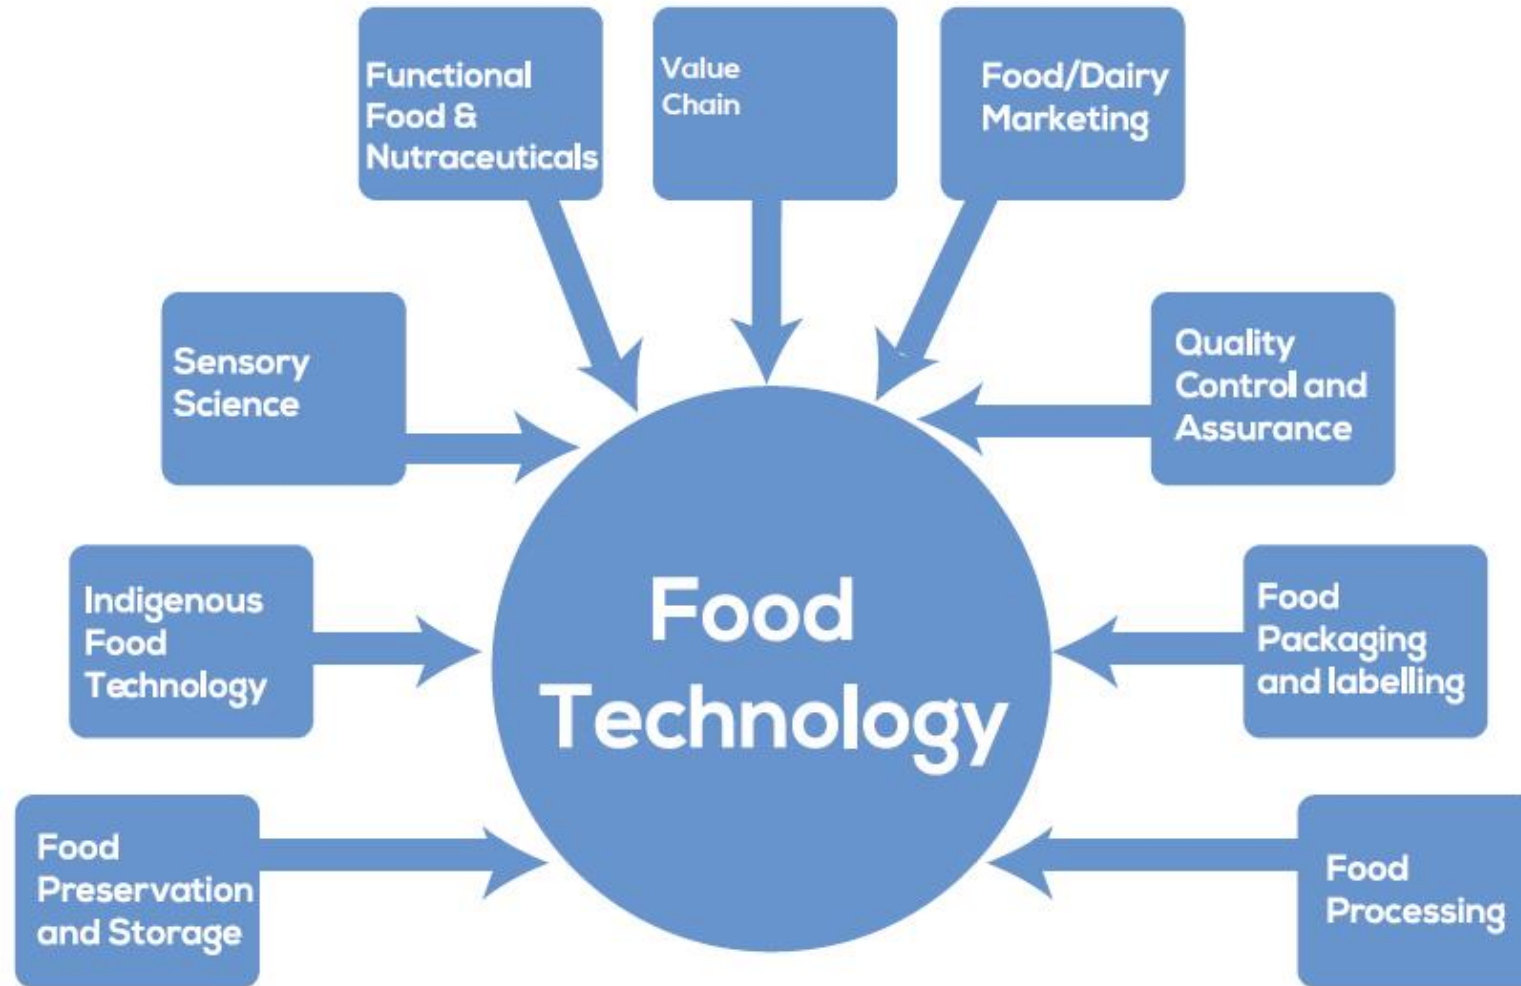 Functional
Food &
Nutraceuticals
Value
Chain
Food/Dairy
Marketing
Sensory
Science
Quality
Control and
Assurance
Indigenous
Food
Technology
Food
Technology
Food
Packaging
and labelling
Food
Preservation
and Storage
Food
Processing